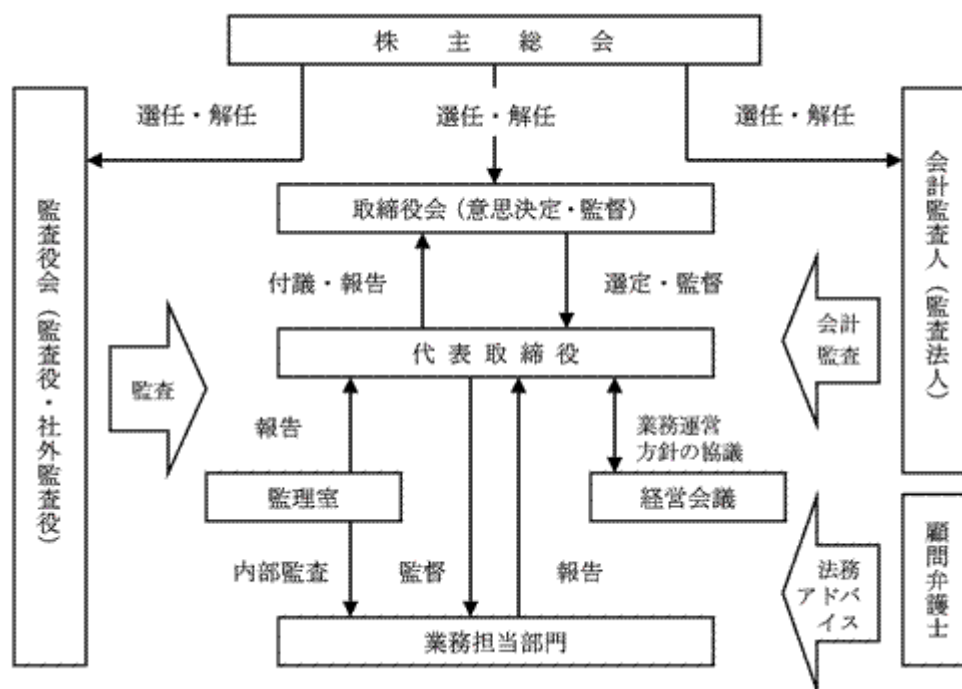 株主総会
選任・解任
選任・解任
選任・解任
監査役会(監査役・社外監査役)
会計監査人(監査法人)
取締役会(意思決定・監督)
付議・報告
選定・監督
代表取締役
監査
会計
監査
報告
業務運営
方針の協議
監理室
経営会議
内部監査
監督
報告
法務
アドバ
イス
顧問弁護士
業務担当部門